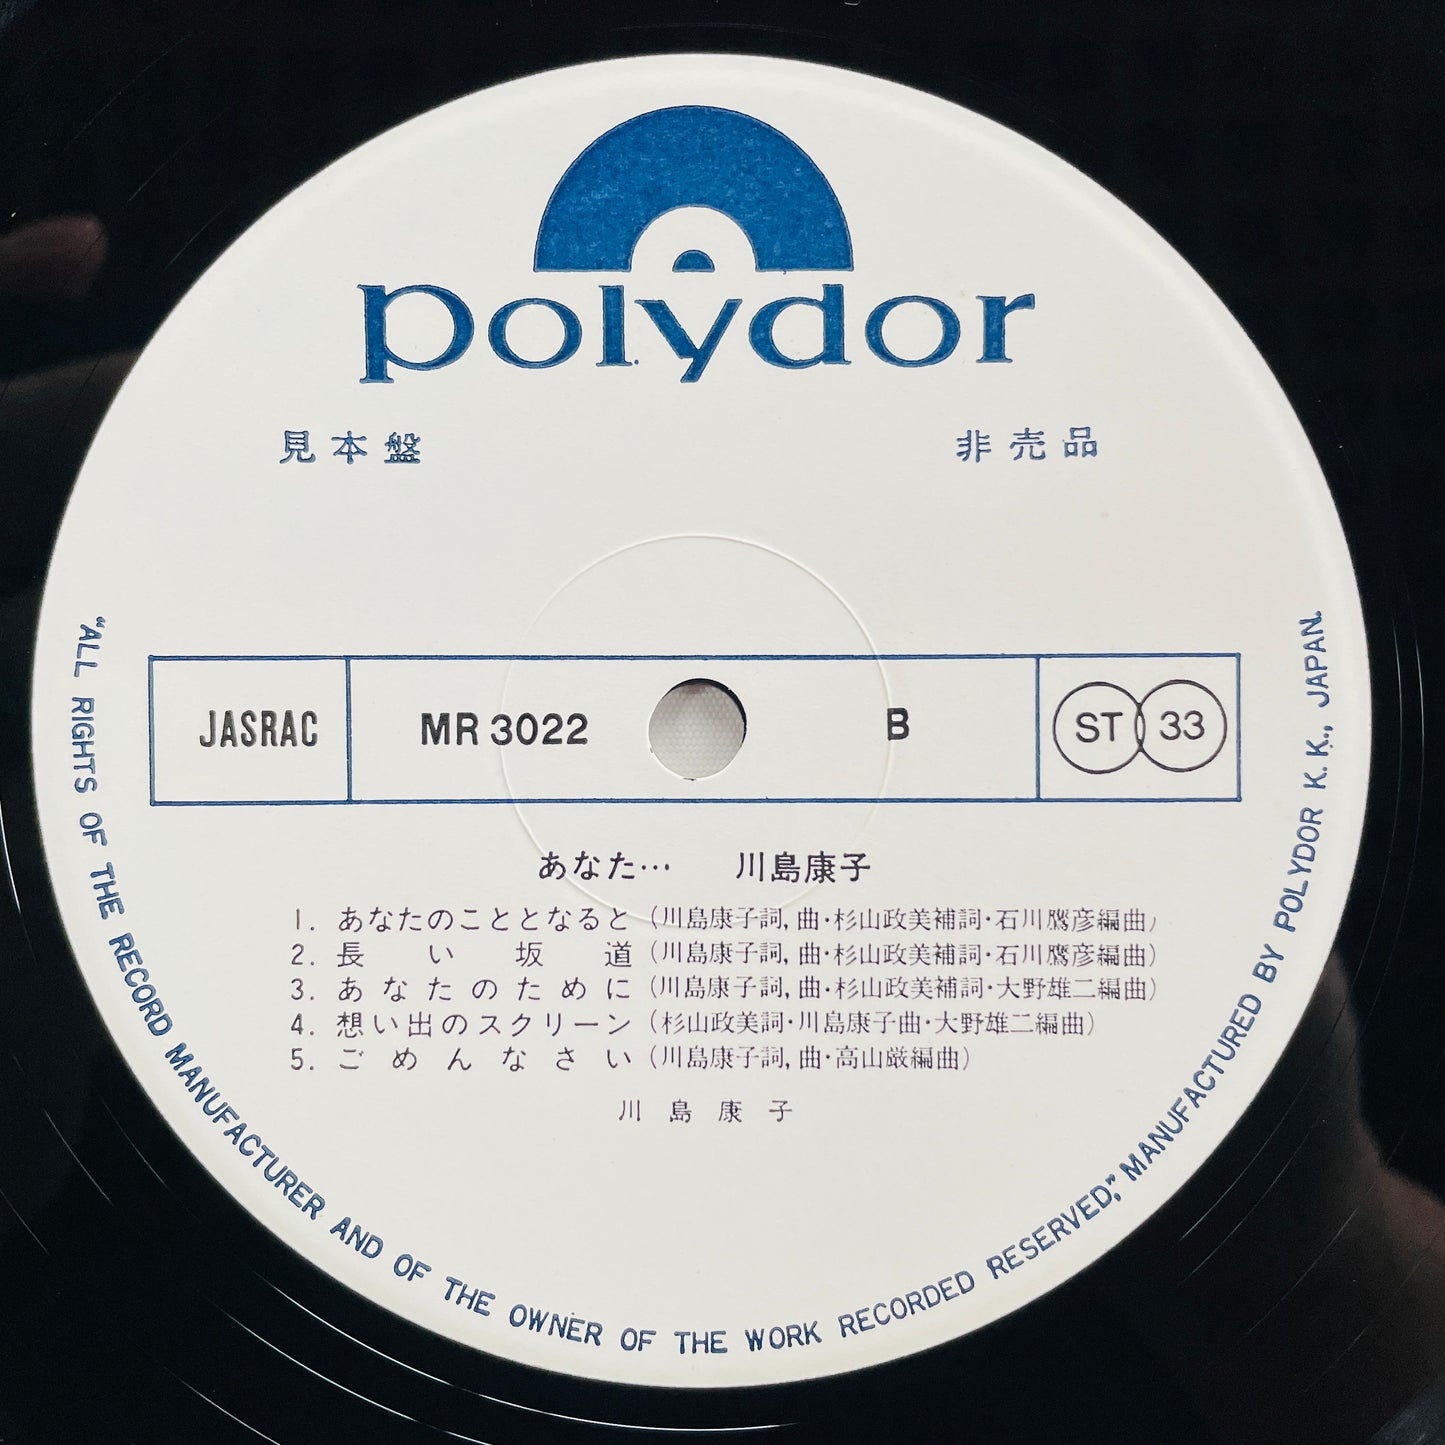 polydor
見本盤 非売品
JASRAC MR 3022 B ST 33
あなた… 川島康子
1. あなたのこととなると(川島康子詞, 曲・杉山政美補詞・石川鷹彦編曲)
2. 長い坂道(川島康子詞, 曲・杉山政美補詞・石川鷹彦編曲)
3. あなたのために(川島康子詞, 曲・杉山政美補詞・大野雄二編曲)
4. 想い出のスクリーン(杉山政美詞・川島康子曲・大野雄二編曲)
5. ごめんなさい(川島康子詞, 曲・高山厳編曲)
川島康子
"ALL RIGHTS OF THE RECORD MANUFACTURER AND OF THE OWNER OF THE WORK RECORDED RESERVED," MANUFACTURED BY POLYDOR K. K., JAPAN.